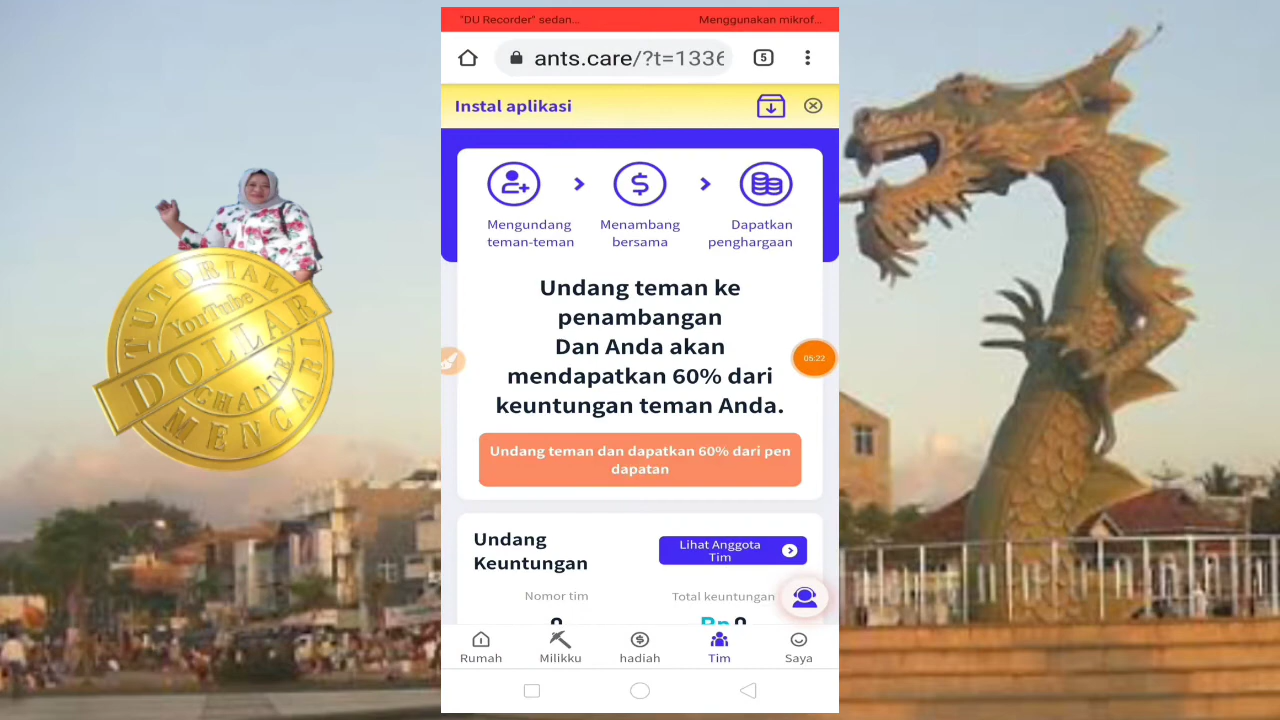 "DU Recorder" sedan...
Menggunakan mikrof...
ants.care/?t=1336
5
Instal aplikasi
Mengundang
teman-teman
Menambang
bersama
Dapatkan
penghargaan
Undang teman ke
penambangan
Dan Anda akan
mendapatkan 60% dari
keuntungan teman Anda.
05:22
Undang teman dan dapatkan 60% dari pen
dapatan
Undang
Keuntungan
Lihat Anggota
Tim
Nomor tim
Total keuntungan
0
Rp0
Rumah
Milikku
hadiah
Tim
Saya
TUTORIAL
YouTube
DOLLAR
CHANNEL
MENCARI